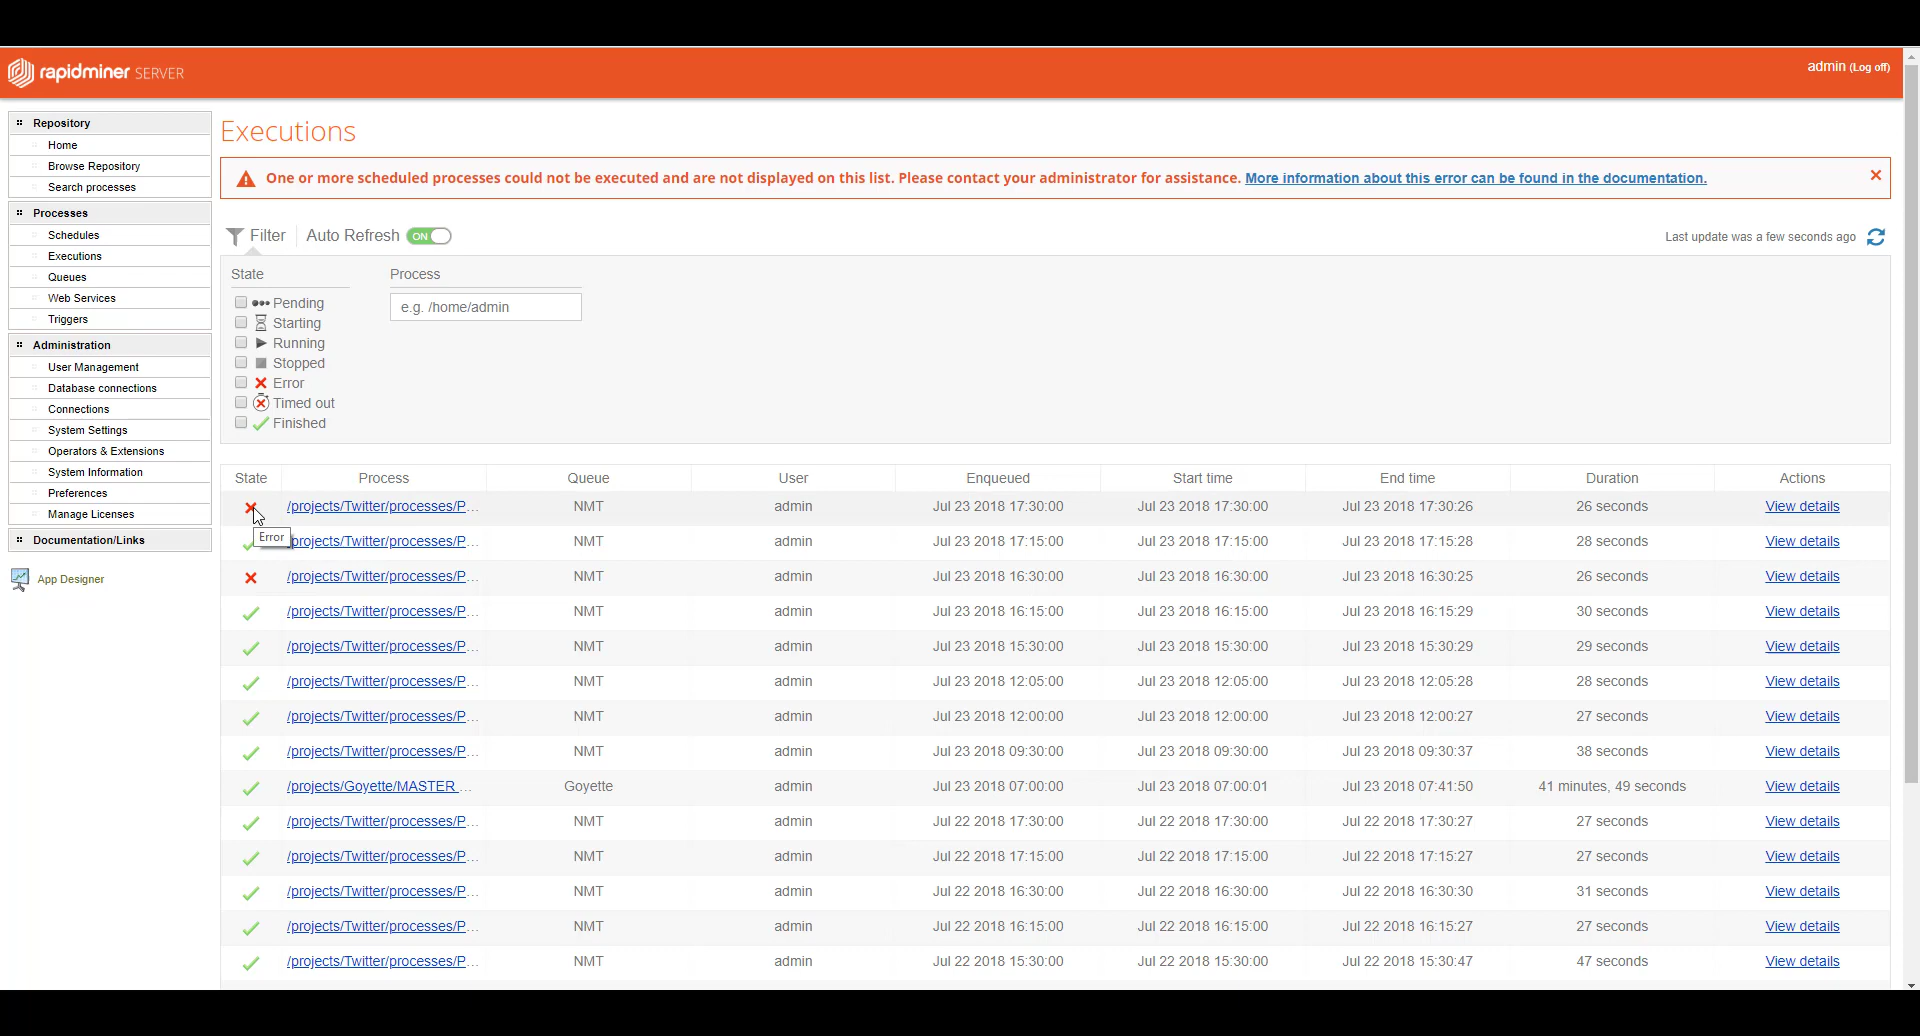 rapidminer SERVER
admin (Log off)
Repository
Home
Browse Repository
Search processes
Processes
Schedules
Executions
Queues
Web Services
Triggers
Administration
User Management
Database connections
Connections
System Settings
Operators & Extensions
System Information
Preferences
Manage Licenses
Documentation/Links
App Designer
Executions
One or more scheduled processes could not be executed and are not displayed on this list. Please contact your administrator for assistance. More information about this error can be found in the documentation.
Filter Auto Refresh ON
Last update was a few seconds ago
State Process
Pending
e.g. /home/admin
Starting
Running
Stopped
Error
Timed out
Finished
State Process Queue User Enqueued Start time End time Duration Actions
/projects/Twitter/processes/P... NMT admin Jul 23 2018 17:30:00 Jul 23 2018 17:30:00 Jul 23 2018 17:30:26 26 seconds View details
Error
projects/Twitter/processes/P... NMT admin Jul 23 2018 17:15:00 Jul 23 2018 17:15:00 Jul 23 2018 17:15:28 28 seconds View details
/projects/Twitter/processes/P... NMT admin Jul 23 2018 16:30:00 Jul 23 2018 16:30:00 Jul 23 2018 16:30:25 26 seconds View details
/projects/Twitter/processes/P... NMT admin Jul 23 2018 16:15:00 Jul 23 2018 16:15:00 Jul 23 2018 16:15:29 30 seconds View details
/projects/Twitter/processes/P... NMT admin Jul 23 2018 15:30:00 Jul 23 2018 15:30:00 Jul 23 2018 15:30:29 29 seconds View details
/projects/Twitter/processes/P... NMT admin Jul 23 2018 12:05:00 Jul 23 2018 12:05:00 Jul 23 2018 12:05:28 28 seconds View details
/projects/Twitter/processes/P... NMT admin Jul 23 2018 12:00:00 Jul 23 2018 12:00:00 Jul 23 2018 12:00:27 27 seconds View details
/projects/Twitter/processes/P... NMT admin Jul 23 2018 09:30:00 Jul 23 2018 09:30:00 Jul 23 2018 09:30:37 38 seconds View details
/projects/Goyette/MASTER ... Goyette admin Jul 23 2018 07:00:00 Jul 23 2018 07:00:01 Jul 23 2018 07:41:50 41 minutes, 49 seconds View details
/projects/Twitter/processes/P... NMT admin Jul 22 2018 17:30:00 Jul 22 2018 17:30:00 Jul 22 2018 17:30:27 27 seconds View details
/projects/Twitter/processes/P... NMT admin Jul 22 2018 17:15:00 Jul 22 2018 17:15:00 Jul 22 2018 17:15:27 27 seconds View details
/projects/Twitter/processes/P... NMT admin Jul 22 2018 16:30:00 Jul 22 2018 16:30:00 Jul 22 2018 16:30:30 31 seconds View details
/projects/Twitter/processes/P... NMT admin Jul 22 2018 16:15:00 Jul 22 2018 16:15:00 Jul 22 2018 16:15:27 27 seconds View details
/projects/Twitter/processes/P... NMT admin Jul 22 2018 15:30:00 Jul 22 2018 15:30:00 Jul 22 2018 15:30:47 47 seconds View details